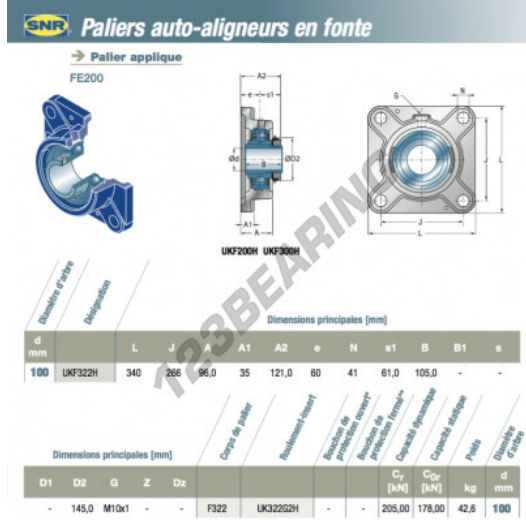 SNR Paliers auto-aligneurs en fonte
Palier applique
FE200
A2
e s1
Ød B ØD2
A1
A
G N
J L
J
L
UKF200H UKF300H
123BEARING
Diamètre d'arbre
Désignation
Dimensions principales [mm]
d mm L J A A1 A2 e N s1 B B1 s
100 UKF322H 340 266 96,0 35 121,0 60 41 61,0 105,0 - -
Dimensions principales [mm]
Corps de palier
Roulement-insert
Bouchon de protection ouvert*
Bouchon de protection fermé**
Capacité dynamique
Capacité statique
Poids
Diamètre d'arbre
D1 D2 G Z Dz Cr [kN] C0r [kN] kg d mm
- 145,0 M10x1 - - F322 UK322G2H - - 205,00 178,00 42,6 100